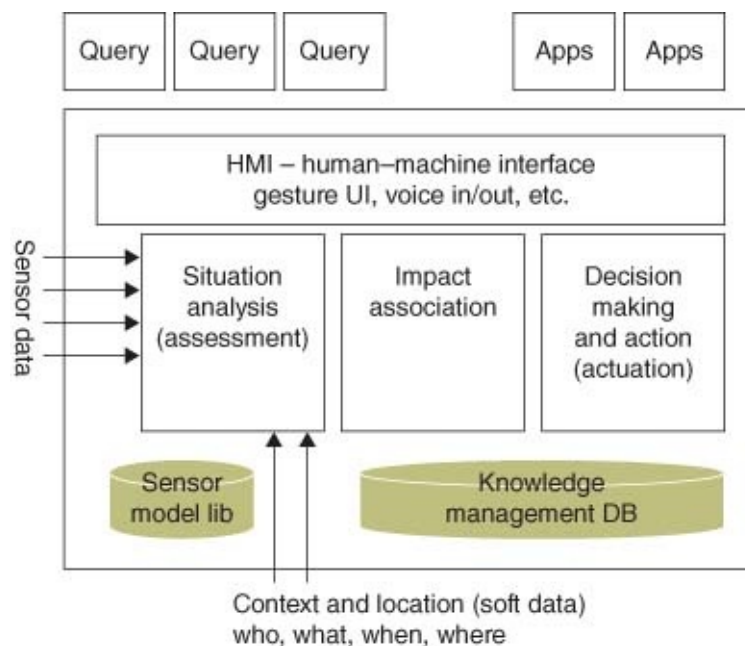 Query
Query
Query
Apps
Apps
HMI – human–machine interface
gesture UI, voice in/out, etc.
Sensor data
Situation
analysis
(assessment)
Impact
association
Decision
making
and action
(actuation)
Sensor
model lib
Knowledge
management DB
Context and location (soft data)
who, what, when, where